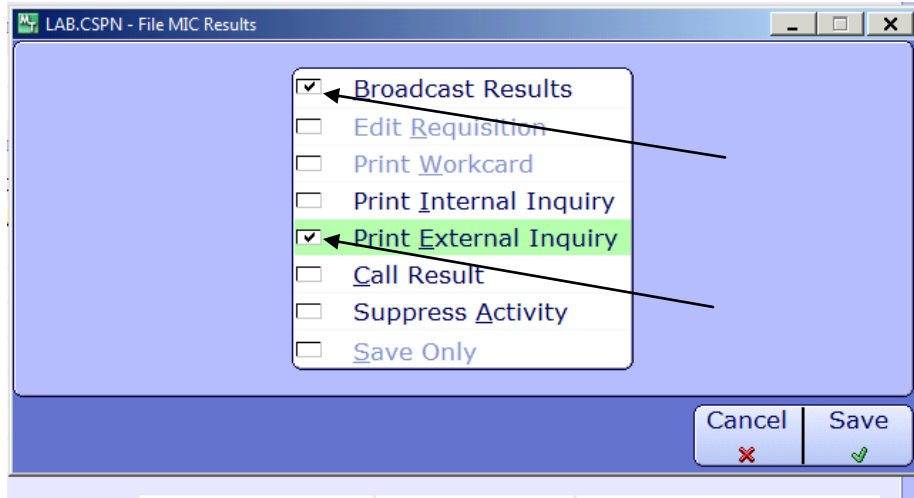 LAB.CSPN - File MIC Results
Broadcast Results
Edit Requisition
Print Workcard
Print Internal Inquiry
Print External Inquiry
Call Result
Suppress Activity
Save Only
Cancel Save